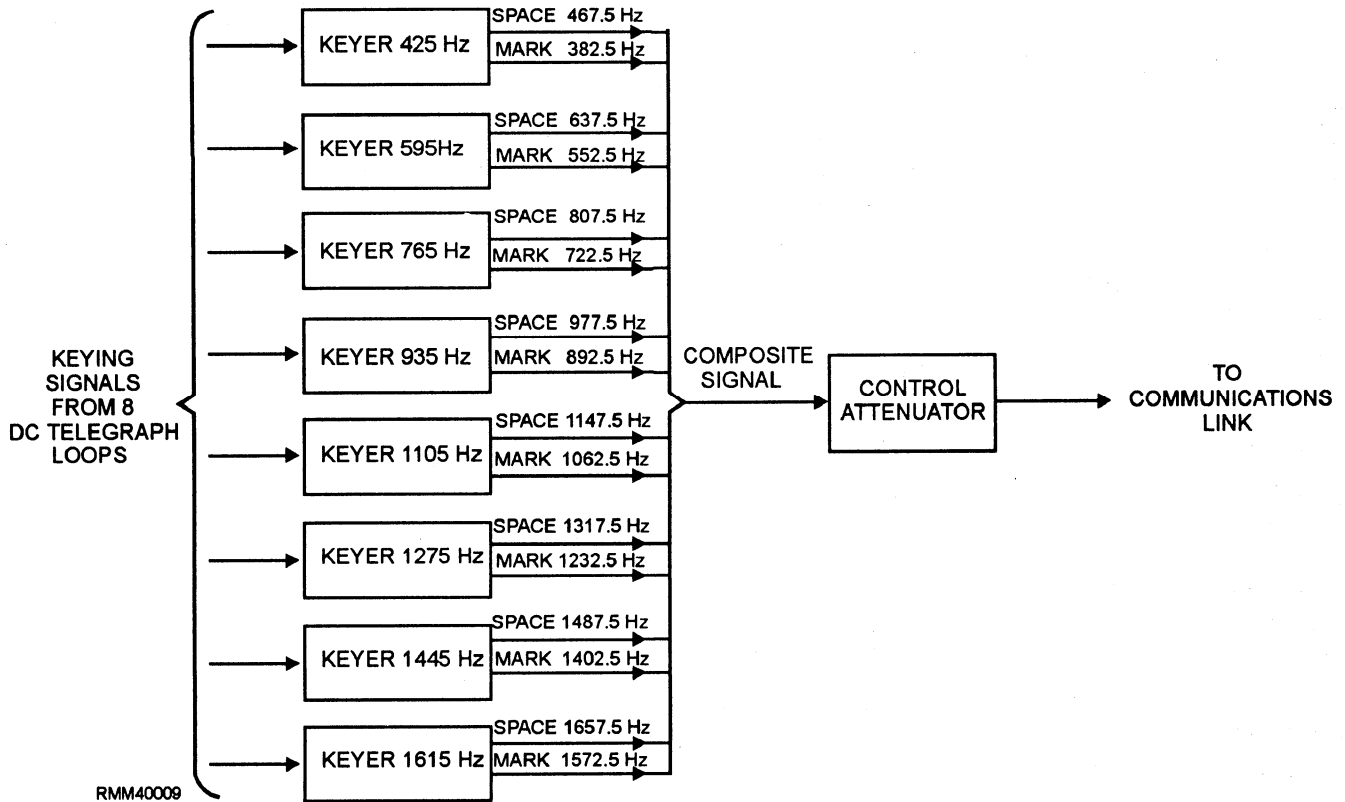 KEYING
SIGNALS
FROM 8
DC TELEGRAPH
LOOPS
KEYER 425 Hz
SPACE 467.5 Hz
MARK 382.5 Hz
KEYER 595Hz
SPACE 637.5 Hz
MARK 552.5 Hz
KEYER 765 Hz
SPACE 807.5 Hz
MARK 722.5 Hz
KEYER 935 Hz
SPACE 977.5 Hz
MARK 892.5 Hz
KEYER 1105 Hz
SPACE 1147.5 Hz
MARK 1062.5 Hz
KEYER 1275 Hz
SPACE 1317.5 Hz
MARK 1232.5 Hz
KEYER 1445 Hz
SPACE 1487.5 Hz
MARK 1402.5 Hz
KEYER 1615 Hz
SPACE 1657.5 Hz
MARK 1572.5 Hz
COMPOSITE
SIGNAL
CONTROL
ATTENUATOR
TO
COMMUNICATIONS
LINK
RMM40009